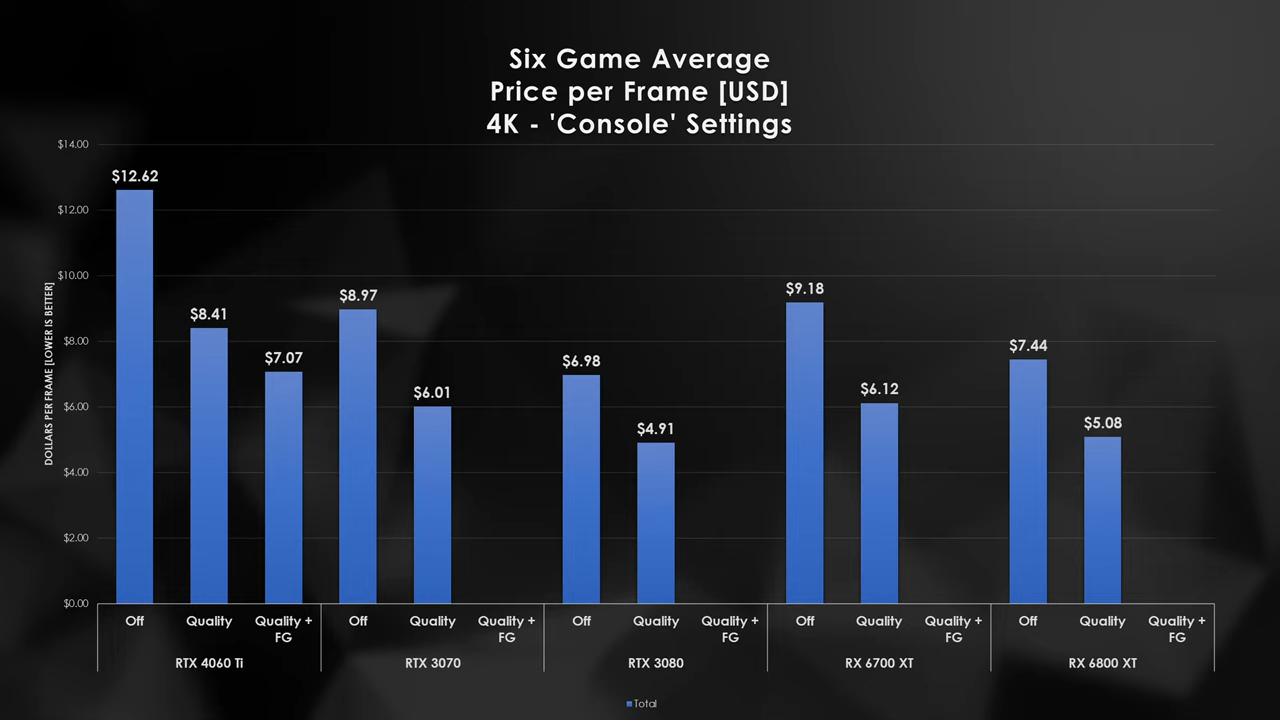 Six Game Average
Price per Frame [USD]
4K - 'Console' Settings
DOLLARS PER FRAME [LOWER IS BETTER]
$14.00
$12.00
$10.00
$8.00
$6.00
$4.00
$2.00
$0.00
$12.62
$8.41
$7.07
$8.97
$6.01
$6.98
$4.91
$9.18
$6.12
$7.44
$5.08
Off Quality Quality + FG Off Quality Quality + FG Off Quality Quality + FG Off Quality Quality + FG Off Quality Quality + FG
RTX 4060 Ti RTX 3070 RTX 3080 RX 6700 XT RX 6800 XT
Total